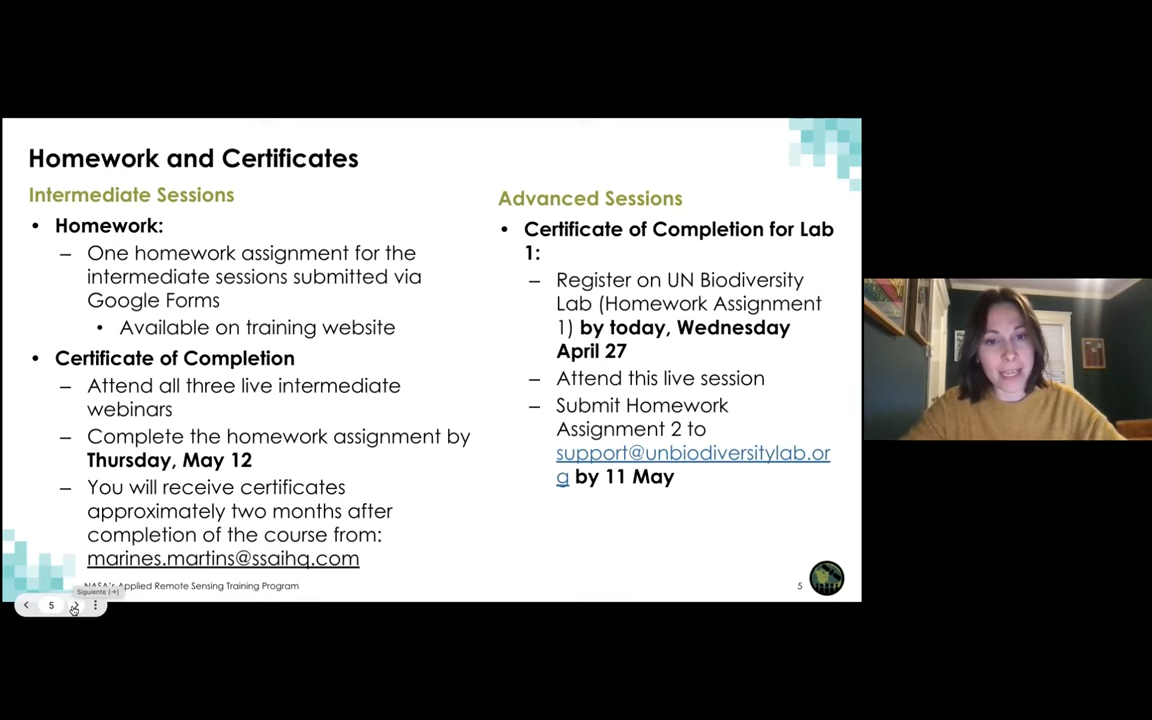 Homework and Certificates
Intermediate Sessions
• Homework:
– One homework assignment for the
intermediate sessions submitted via
Google Forms
• Available on training website
• Certificate of Completion
– Attend all three live intermediate
webinars
– Complete the homework assignment by
Thursday, May 12
– You will receive certificates
approximately two months after
completion of the course from:
marines.martins@ssaihq.com
Advanced Sessions
• Certificate of Completion for Lab
1:
– Register on UN Biodiversity
Lab (Homework Assignment
1) by today, Wednesday
April 27
– Attend this live session
– Submit Homework
Assignment 2 to
support@unbiodiversitylab.or
g by 11 May
NASA's Applied Remote Sensing Training Program
5
Siguiente (→)
5